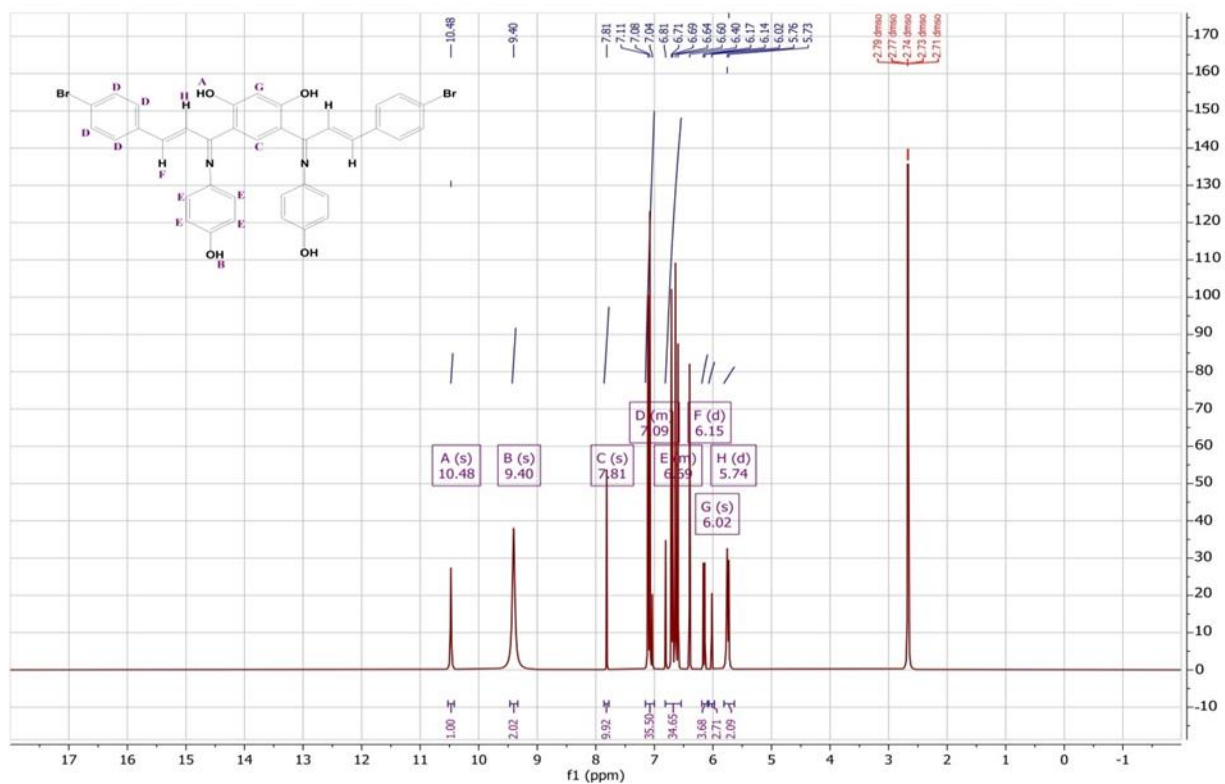 10.48
9.40
7.81
7.11
7.08
7.04
6.81
6.71
6.69
6.64
6.60
6.40
6.17
6.14
6.02
5.76
5.73
2.79 dmso
2.77 dmso
2.74 dmso
2.73 dmso
2.71 dmso
Br D D A HO G OH H Br
H
D D C H
F N N H
E E
E E
OH B OH
A (s) 10.48
B (s) 9.40
C (s) 7.81
D (m) 7.09
E (m) 6.69
F (d) 6.15
H (d) 5.74
G (s) 6.02
170
160
150
140
130
120
110
100
90
80
70
60
50
40
30
20
10
0
-10
1.00
2.02
9.92
35.50
34.65
3.68
2.71
2.09
17 16 15 14 13 12 11 10 9 8 7 6 5 4 3 2 1 0 -1
f1 (ppm)